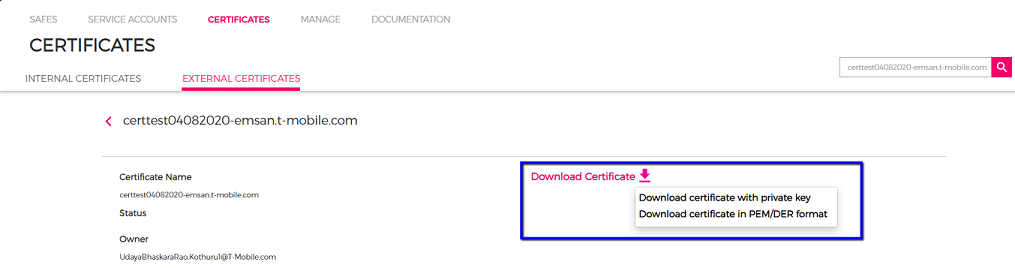 SAFES SERVICE ACCOUNTS CERTIFICATES MANAGE DOCUMENTATION
CERTIFICATES
INTERNAL CERTIFICATES EXTERNAL CERTIFICATES
certtest04082020-emsan.t-mobile.com
certtest04082020-emsan.t-mobile.com
Certificate Name
certtest04082020-emsan.t-mobile.com
Status
Owner
UdayaBhaskaraRao.Kothuru1@T-Mobile.com
Download Certificate
Download certificate with private key
Download certificate in PEM/DER format